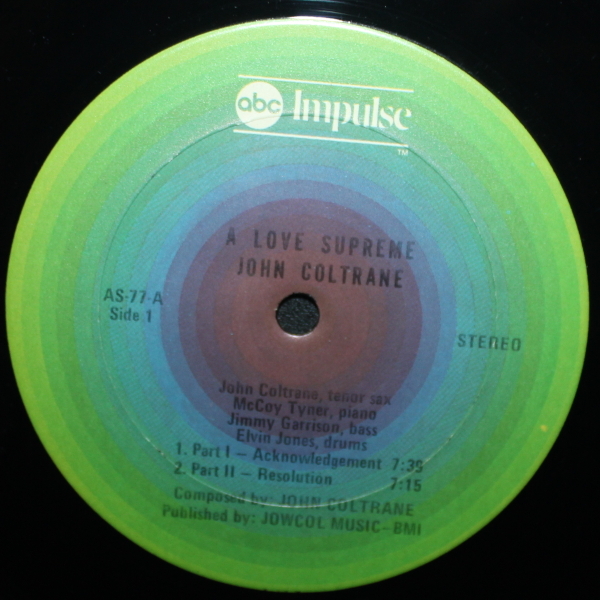 abc Impulse
TM
A LOVE SUPREME
JOHN COLTRANE
AS-77-A
Side 1
STEREO
John Coltrane, tenor sax
McCoy Tyner, piano
Jimmy Garrison, bass
Elvin Jones, drums
1. Part I — Acknowledgement 7:39
2. Part II — Resolution 7:15
Composed by: JOHN COLTRANE
Published by: JOWCOL MUSIC-BMI